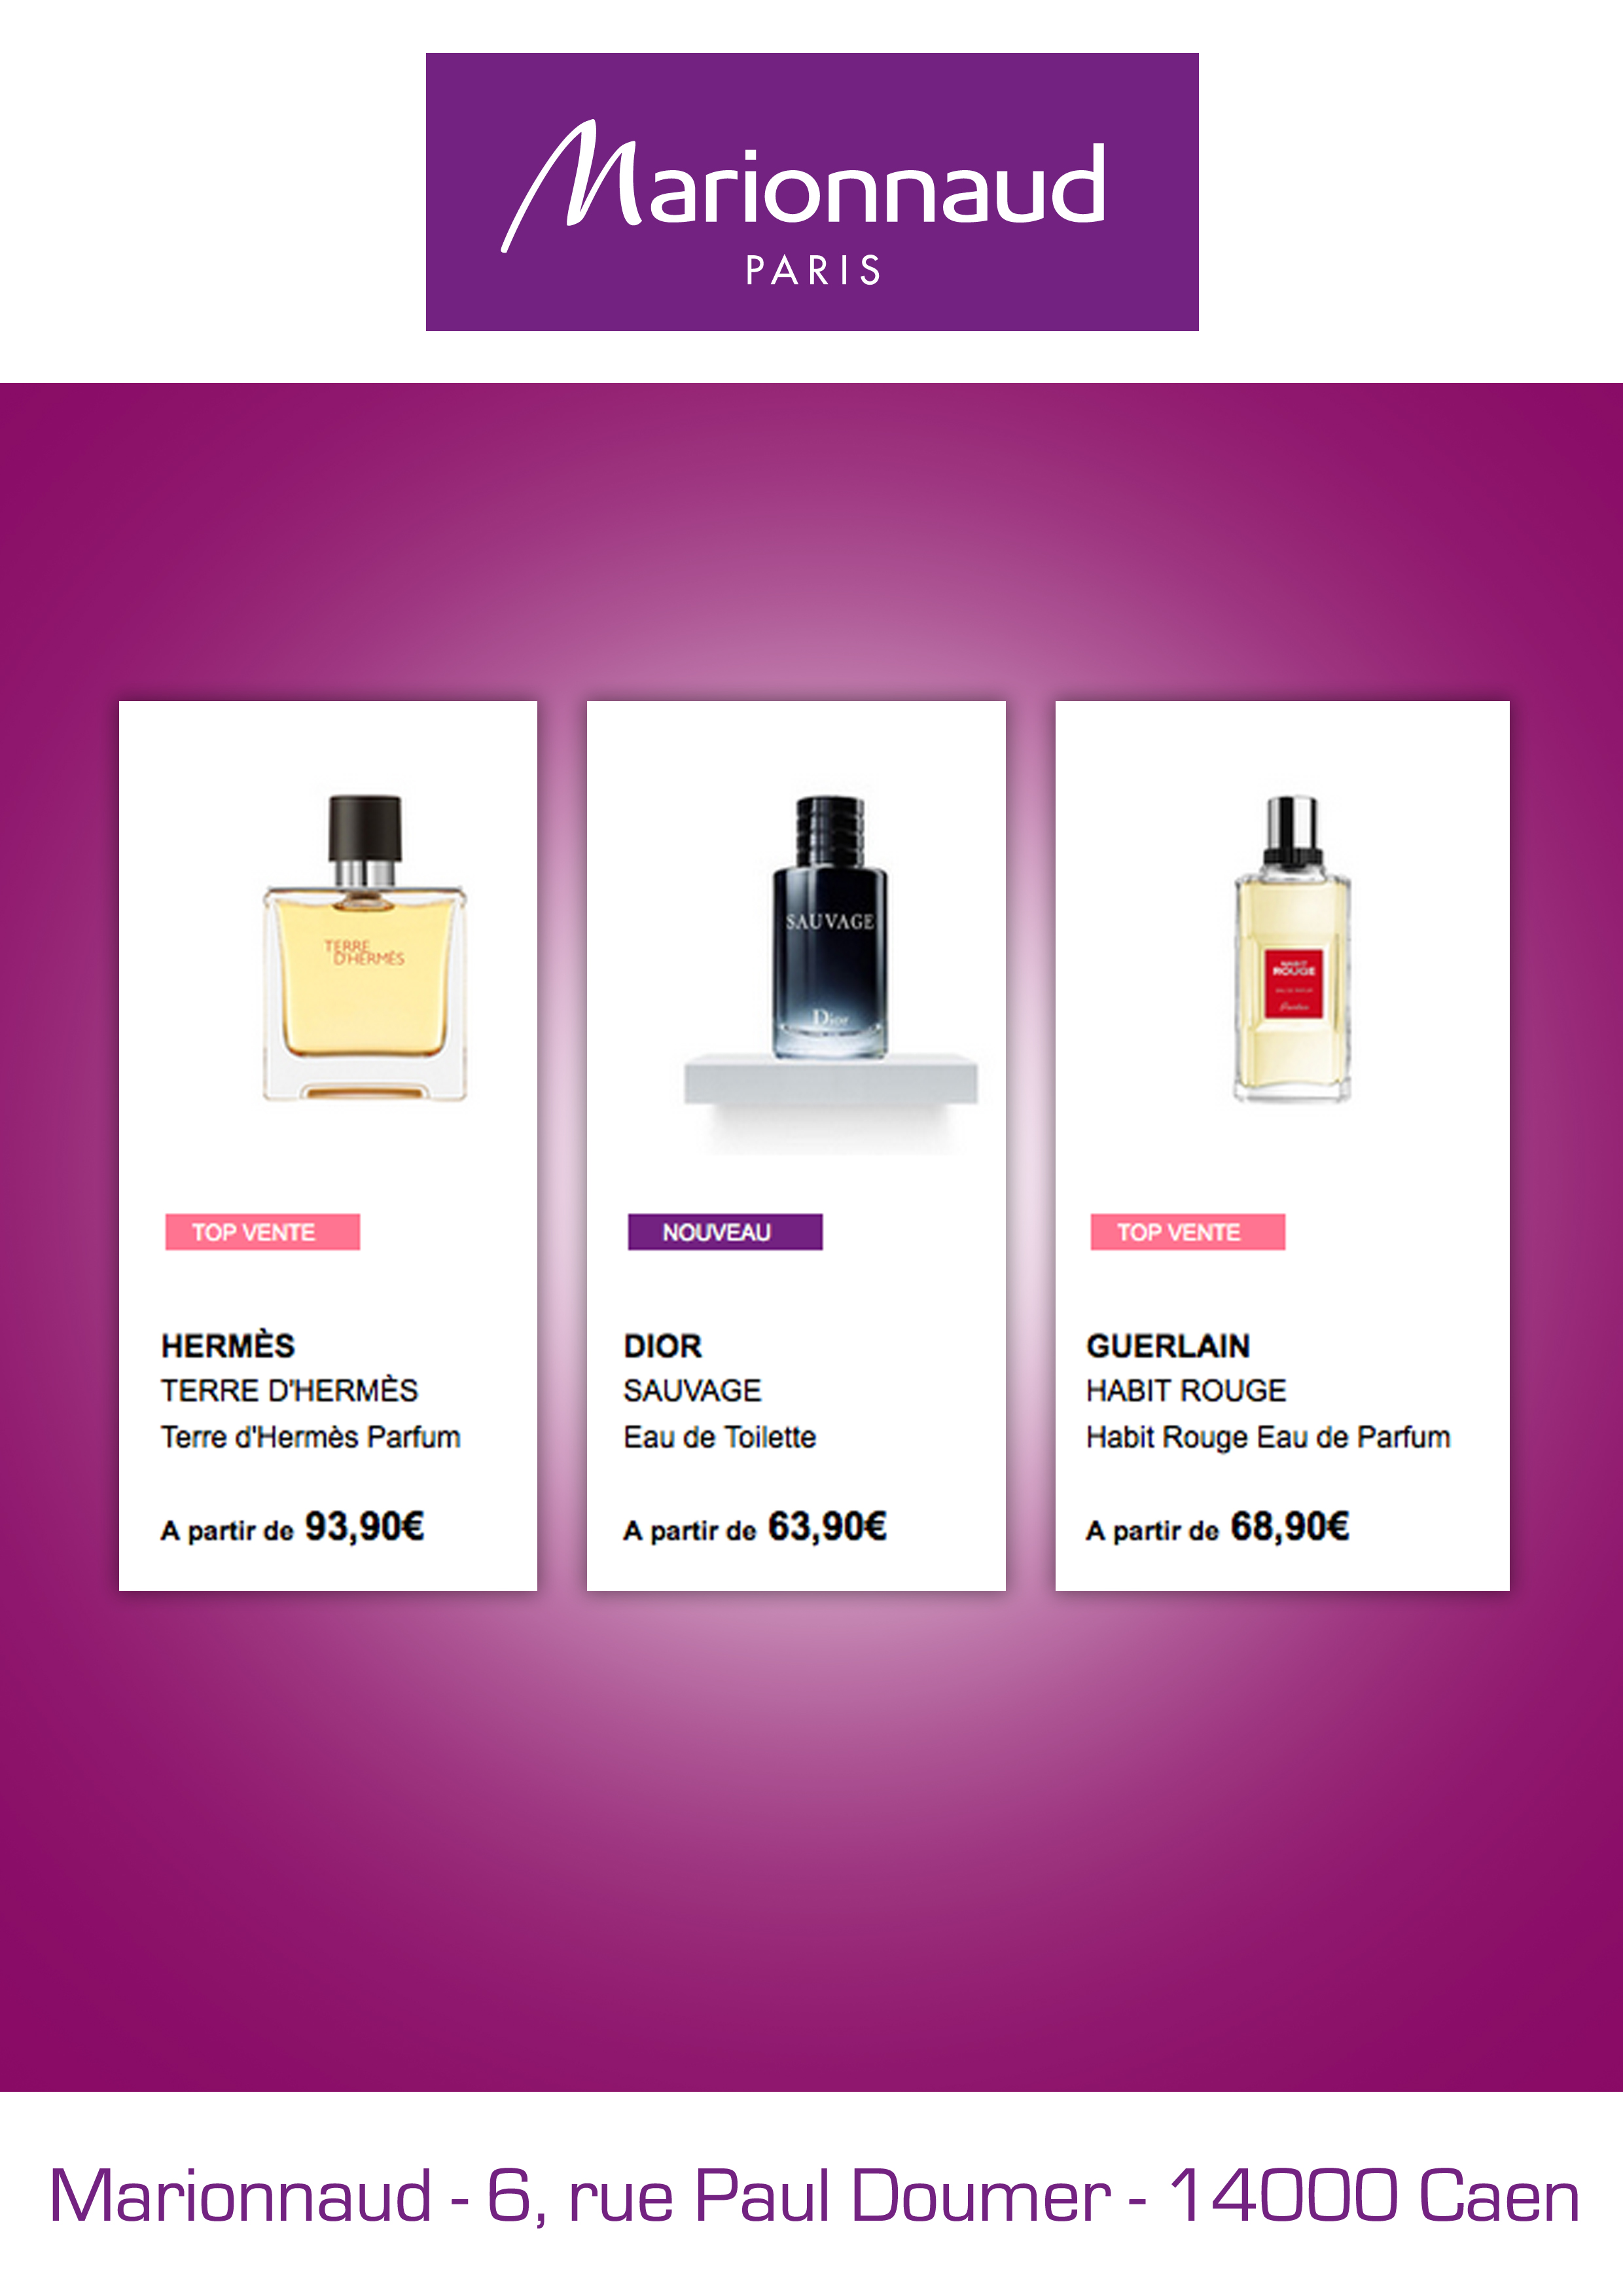 Marionnaud
PARIS
TERRE
D'HERMÈS
SAUVAGE
Dior
HABIT
ROUGE
Guerlain
TOP VENTE
NOUVEAU
TOP VENTE
HERMÈS
TERRE D'HERMÈS
Terre d'Hermès Parfum
A partir de 93,90€
DIOR
SAUVAGE
Eau de Toilette
A partir de 63,90€
GUERLAIN
HABIT ROUGE
Habit Rouge Eau de Parfum
A partir de 68,90€
Marionnaud - 6, rue Paul Doumer - 14000 Caen